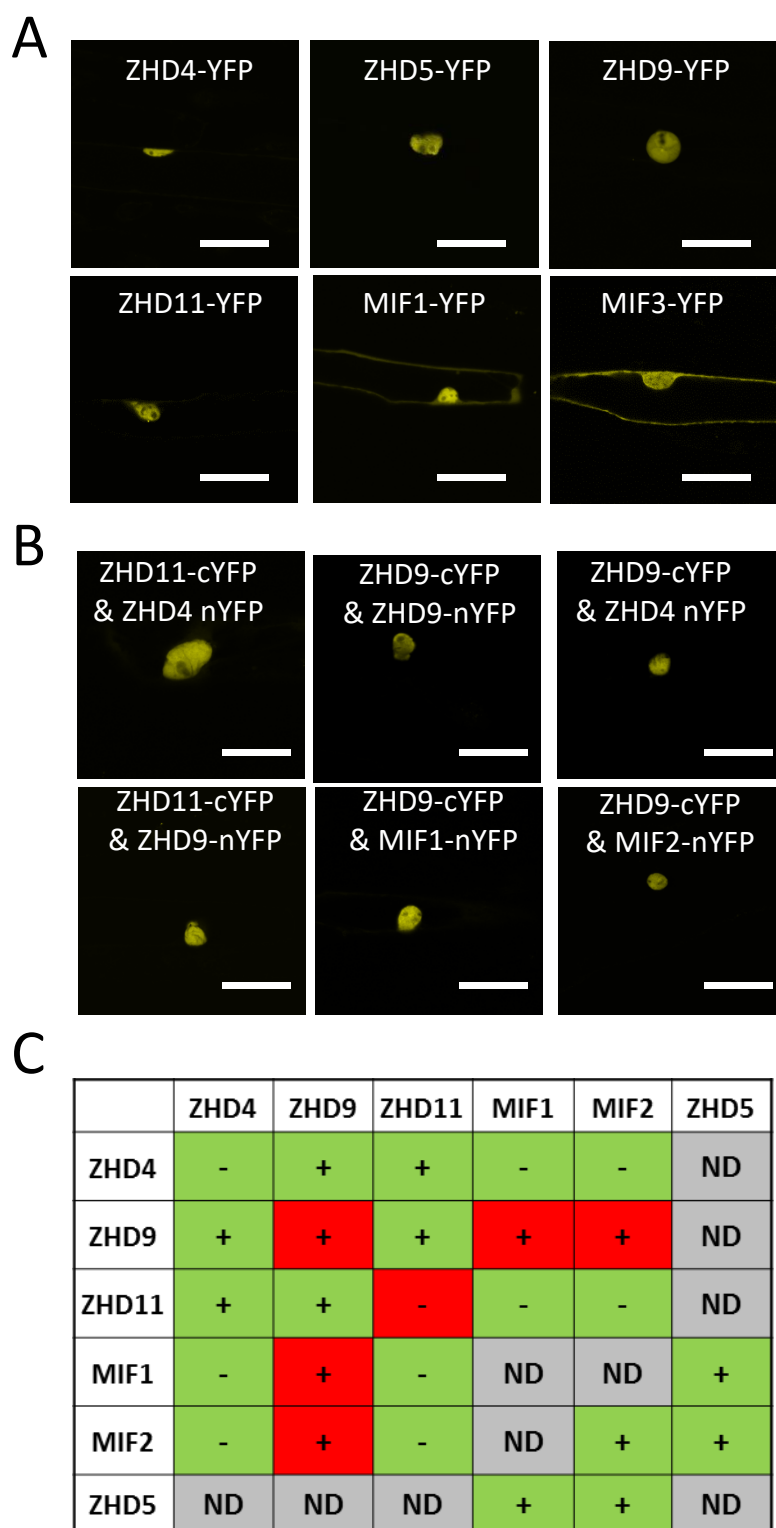 A
ZHD4-YFP
ZHD5-YFP
ZHD9-YFP
ZHD11-YFP
MIF1-YFP
MIF3-YFP
B
ZHD11-cYFP
& ZHD4 nYFP
ZHD9-cYFP
& ZHD9-nYFP
ZHD9-cYFP
& ZHD4 nYFP
ZHD11-cYFP
& ZHD9-nYFP
ZHD9-cYFP
& MIF1-nYFP
ZHD9-cYFP
& MIF2-nYFP
C
ZHD4 ZHD9 ZHD11 MIF1 MIF2 ZHD5
ZHD4 - + + - - ND
ZHD9 + + + + + ND
ZHD11 + + - - - ND
MIF1 - + - ND ND +
MIF2 - + - ND + +
ZHD5 ND ND ND + + ND